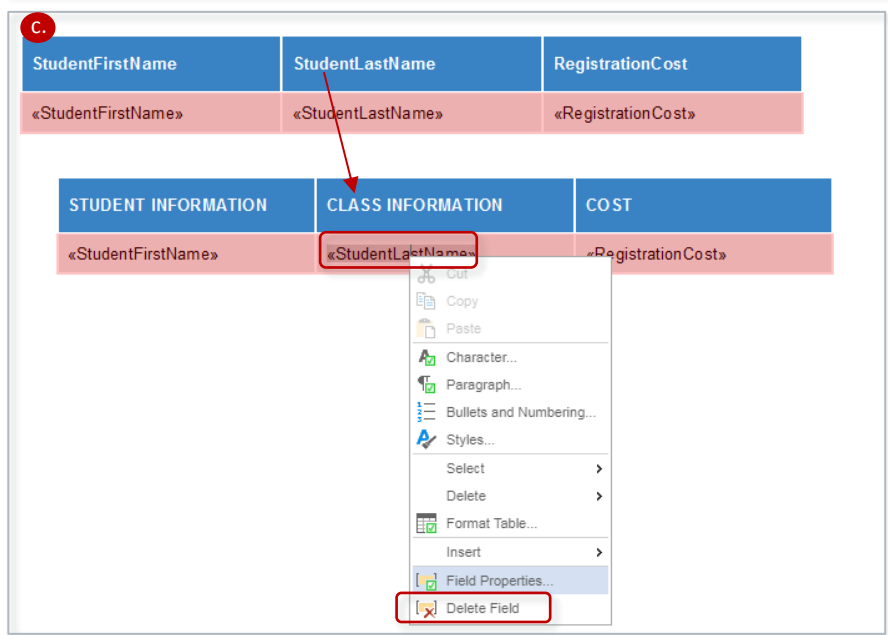 C.
StudentFirstName StudentLastName RegistrationCost
«StudentFirstName» «StudentLastName» «RegistrationCost»
STUDENT INFORMATION CLASS INFORMATION COST
«StudentFirstName» «StudentLastName» «RegistrationCost»
Cut
Copy
Paste
Character...
Paragraph...
Bullets and Numbering...
Styles...
Select
Delete
Format Table...
Insert
Field Properties...
Delete Field